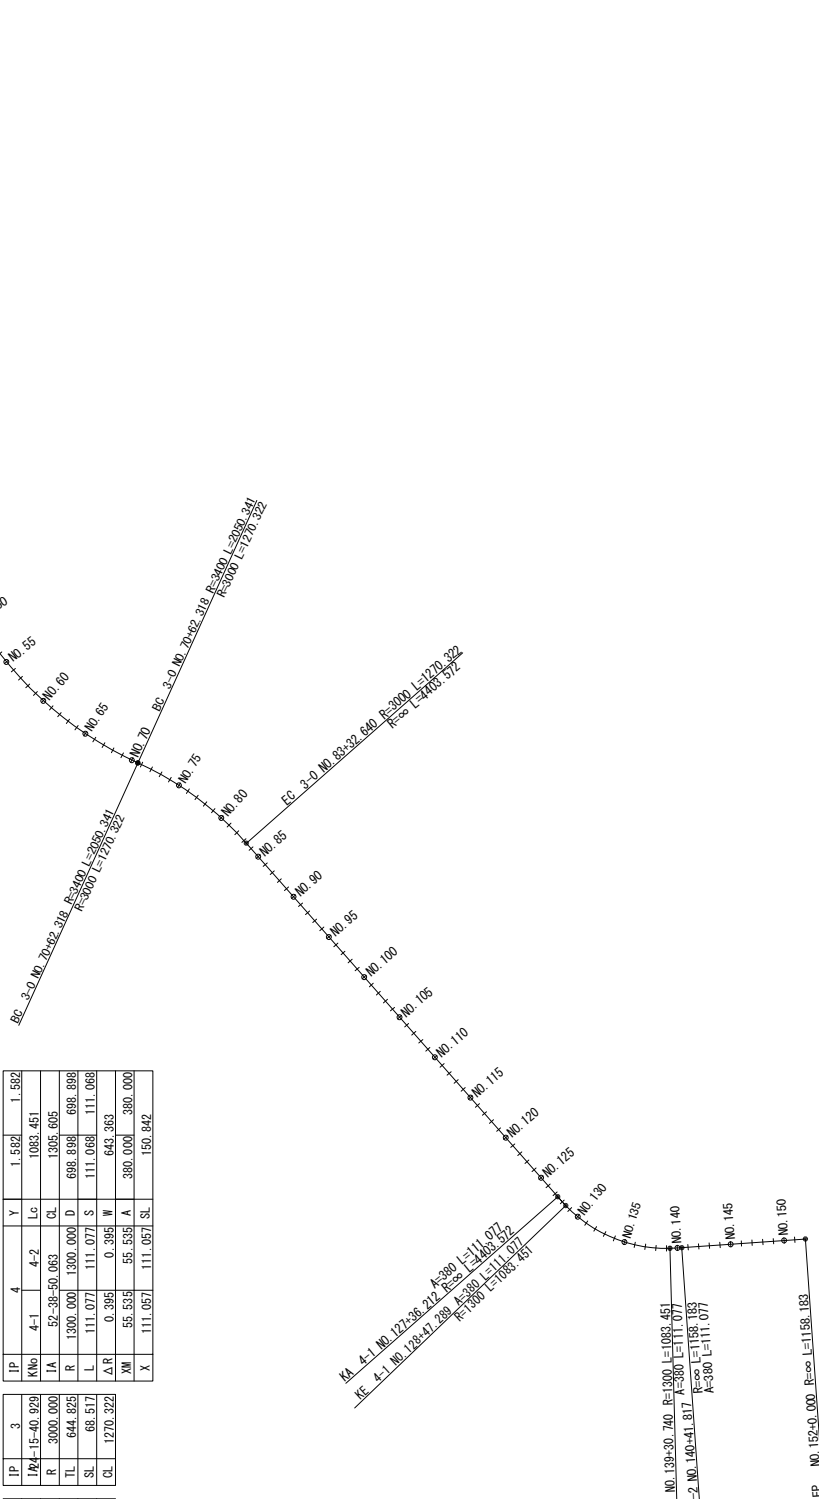 NO.55
NO.60
NO.65
NO.70
BC 3-0 NO.70+62.318 R=3400 L=2050.341
R=3000 L=1270.322
NO.75
NO.80
EC 3-0 NO.83+32.640 R=3000 L=1270.322
R=∞ L=4403.572
NO.85
NO.90
BC 3-0 NO.70+62.318 R=3400 L=2050.341
R=3000 L=1270.322
NO.95
NO.100
NO.105
NO.110
NO.115
NO.120
NO.125
NO.130
NO.135
NO.140
NO.145
NO.150
A=380 L=111.077
KA 4-1 NO.127+36.212 R=∞ L=4403.572
KE 4-1 NO.128+47.289 A=380 L=111.077
R=1300 L=1083.451
NO.139+30.740 R=1300 L=1083.451
A=380 L=111.077
-2 NO.140+41.817 R=∞ L=1158.183
A=380 L=111.077
EP NO.152+0.000 R=∞ L=1158.183
IP 4 Y 1.582 1.582
KNo 4-1 4-2 Lc 1083.451
IA 52-38-50.063 CL 1305.605
R 1300.000 1300.000 D 698.898 698.898
L 111.077 111.077 S 111.068 111.068
ΔR 0.395 0.395 W 643.363
XM 55.535 55.535 A 380.000 380.000
X 111.057 111.057 SL 150.842
IP 3
IA 24-15-40.929
R 3000.000
TL 644.825
SL 68.517
CL 1270.322